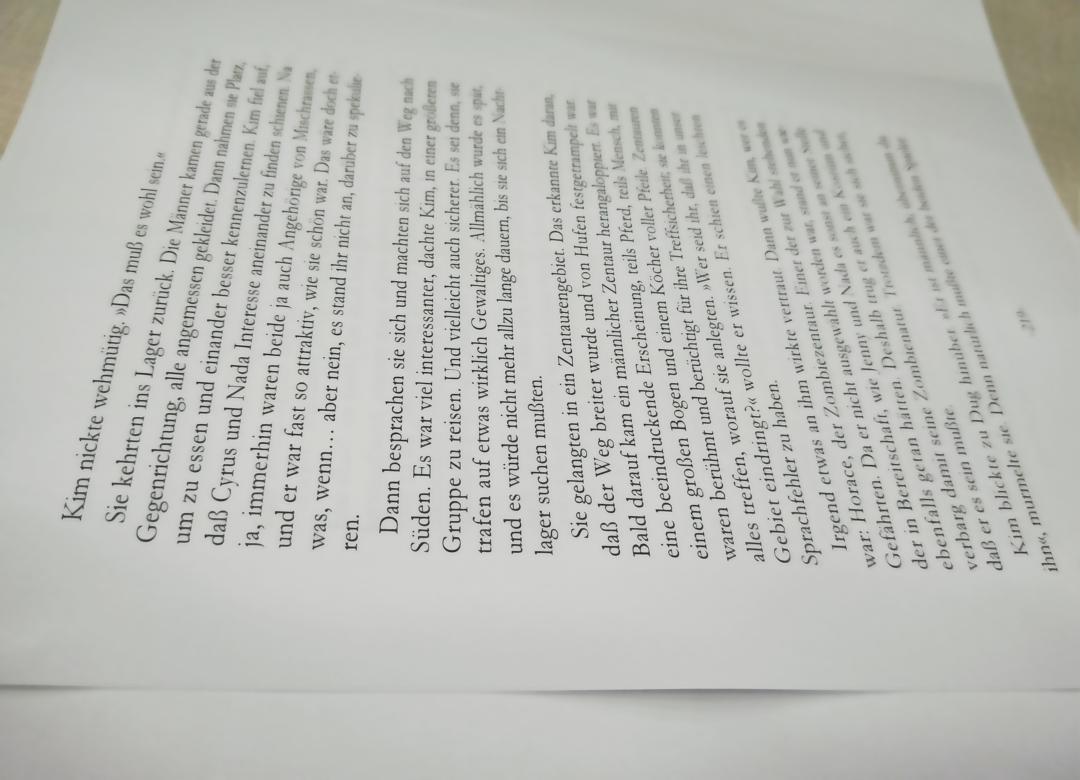 Kim nickte wehmütig. »Das muß es wohl sein.«
Sie kehrten ins Lager zurück. Die Männer kamen gerade aus der
Gegenrichtung, alle angemessen gekleidet. Dann nahmen sie Platz,
um zu essen und einander besser kennenzulernen. Kim fiel auf,
daß Cyrus und Nada Interesse aneinander zu finden schienen. Na
ja, immerhin waren beide ja auch Angehörige von Mischrassen,
und er war fast so attraktiv, wie sie schön war. Das wäre doch et-
was, wenn… aber nein, es stand ihr nicht an, darüber zu spekulie-
ren.
Dann besprachen sie sich und machten sich auf den Weg nach
Süden. Es war viel interessanter, dachte Kim, in einer größeren
Gruppe zu reisen. Und vielleicht auch sicherer. Es sei denn, sie
trafen auf etwas wirklich Gewaltiges. Allmählich wurde es spät,
und es würde nicht mehr allzu lange dauern, bis sie sich ein Nacht-
lager suchen mußten.
Sie gelangten in ein Zentaurengebiet. Das erkannte Kim daran,
daß der Weg breiter wurde und von Hufen festgetrampelt war.
Bald darauf kam ein männlicher Zentaur herangaloppiert. Es war
eine beeindruckende Erscheinung, teils Pferd, teils Mensch, mit
einem großen Bogen und einem Köcher voller Pfeile. Zentauren
waren berühmt und berüchtigt für ihre Treffsicherheit; sie konnten
alles treffen, worauf sie anlegten. »Wer seid ihr, daß ihr in unser
Gebiet eindringt?« wollte er wissen. Er schien einen leichten
Sprachfehler zu haben.
Irgend etwas an ihm wirkte vertraut. Dann wußte Kim, wer es
war: Horace, der Zombiezentaur. Einer der zur Wahl stehenden
Gefährten. Da er nicht ausgewählt worden war, stand er nun wie-
der in Bereitschaft, wie Jenny und Nada es sonst an seiner Stelle
ebenfalls getan hätten. Deshalb trug er auch ein Kostüm und
verbarg damit seine Zombienatur. Trotzdem war sie sich sicher,
daß er es sein mußte.
Kim blickte zu Dug hinüber. »Er ist männlich, übernimm du
ihn«, murmelte sie. Denn natürlich mußte einer der beiden Spieler
219